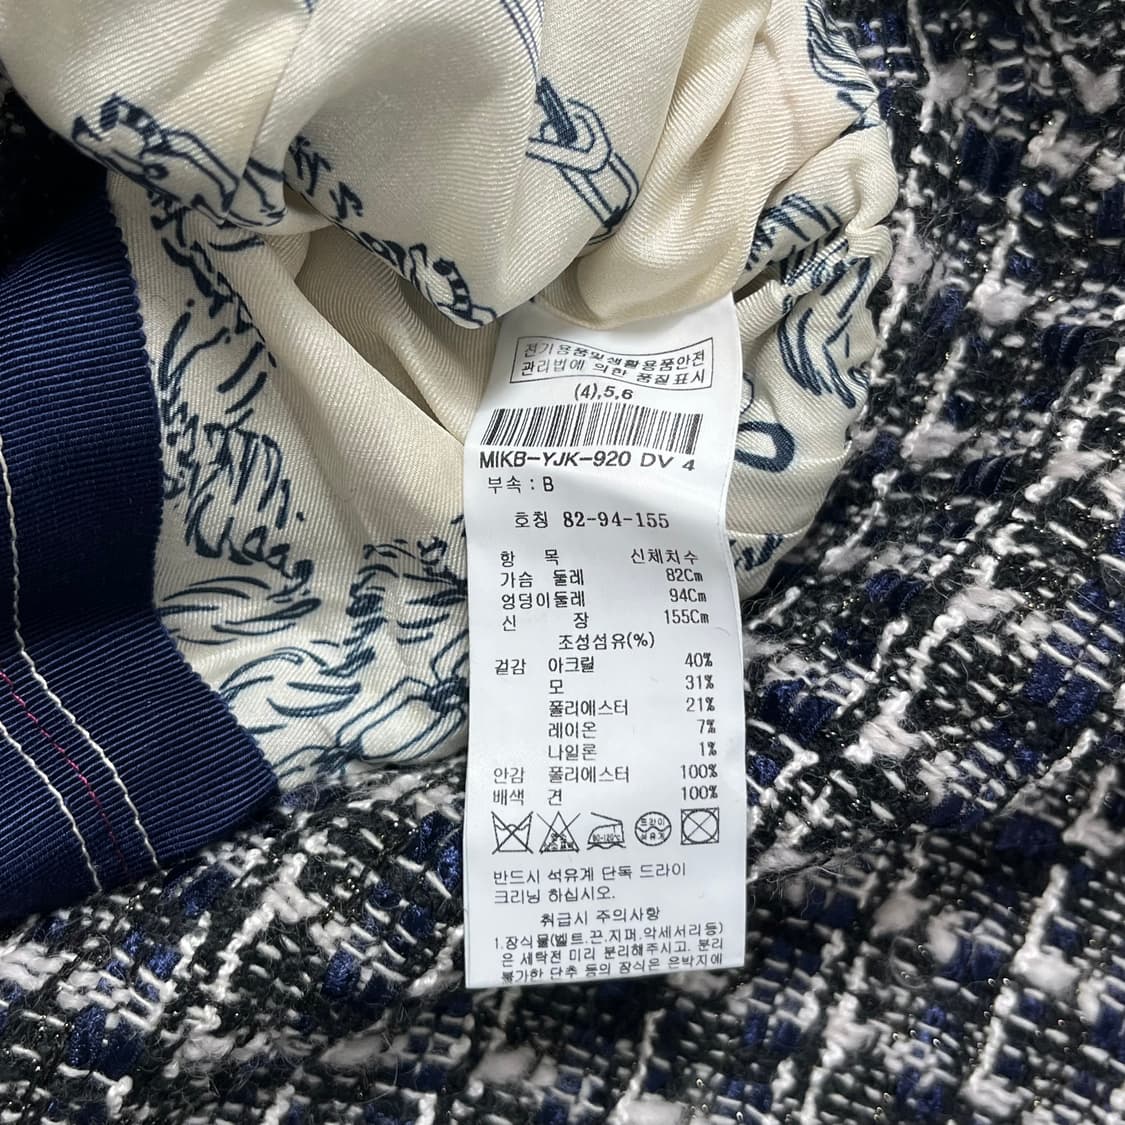 전기용품및생활용품안전
관리법에 의한 품질표시
(4),5,6
MIKB-YJK-920 DV 4
부속 : B
호칭 82-94-155
항 목 신체치수
가슴 둘레 82Cm
엉덩이둘레 94Cm
신 장 155Cm
조성섬유(%)
겉감 아크릴 40%
모 31%
폴리에스터 21%
레이온 7%
나일론 1%
안감 폴리에스터 100%
배색 견 100%
드라이
석유계
반드시 석유계 단독 드라이
크리닝 하십시오.
취급시 주의사항
1.장식물(벨트.끈.지퍼.악세서리등)
은 세탁전 미리 분리해주시고. 분리
불가한 단추 등의 장식은 은박지에